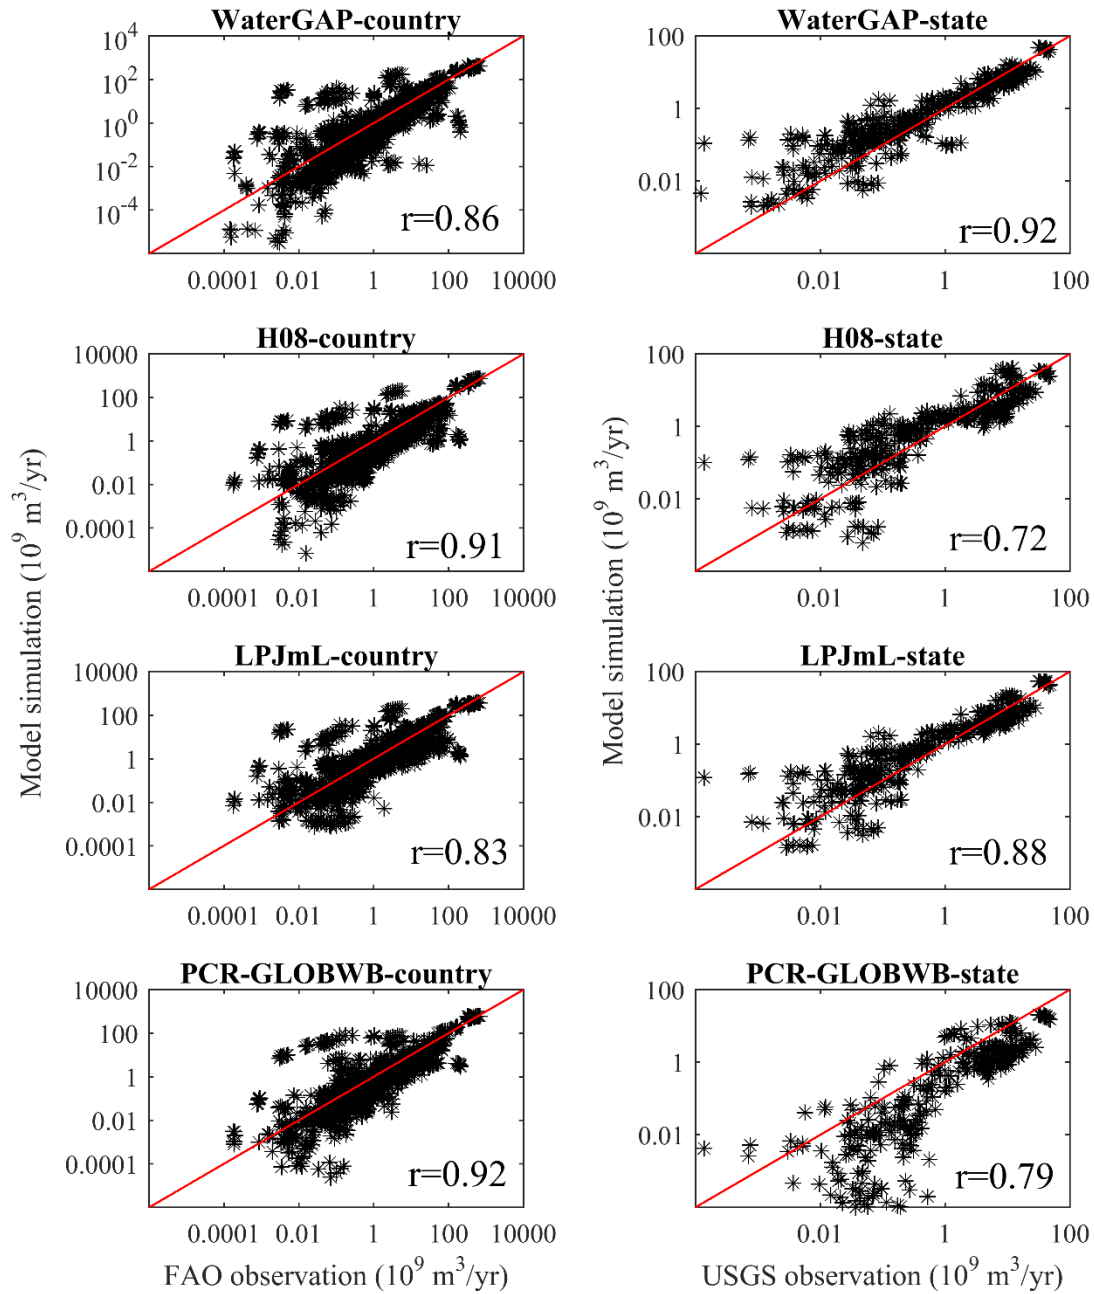 WaterGAP-country
10^4
10^2
10^0
10^-2
10^-4
r=0.86
0.0001 0.01 1 100 10000
WaterGAP-state
100
1
0.01
r=0.92
0.01 1 100
H08-country
10000
100
1
0.01
0.0001
r=0.91
0.0001 0.01 1 100 10000
H08-state
100
1
0.01
r=0.72
0.01 1 100
Model simulation (10^9 m^3/yr)
Model simulation (10^9 m^3/yr)
LPJmL-country
10000
100
1
0.01
0.0001
r=0.83
0.0001 0.01 1 100 10000
LPJmL-state
100
1
0.01
r=0.88
0.01 1 100
PCR-GLOBWB-country
10000
100
1
0.01
0.0001
r=0.92
0.0001 0.01 1 100 10000
FAO observation (10^9 m^3/yr)
PCR-GLOBWB-state
100
1
0.01
r=0.79
0.01 1 100
USGS observation (10^9 m^3/yr)